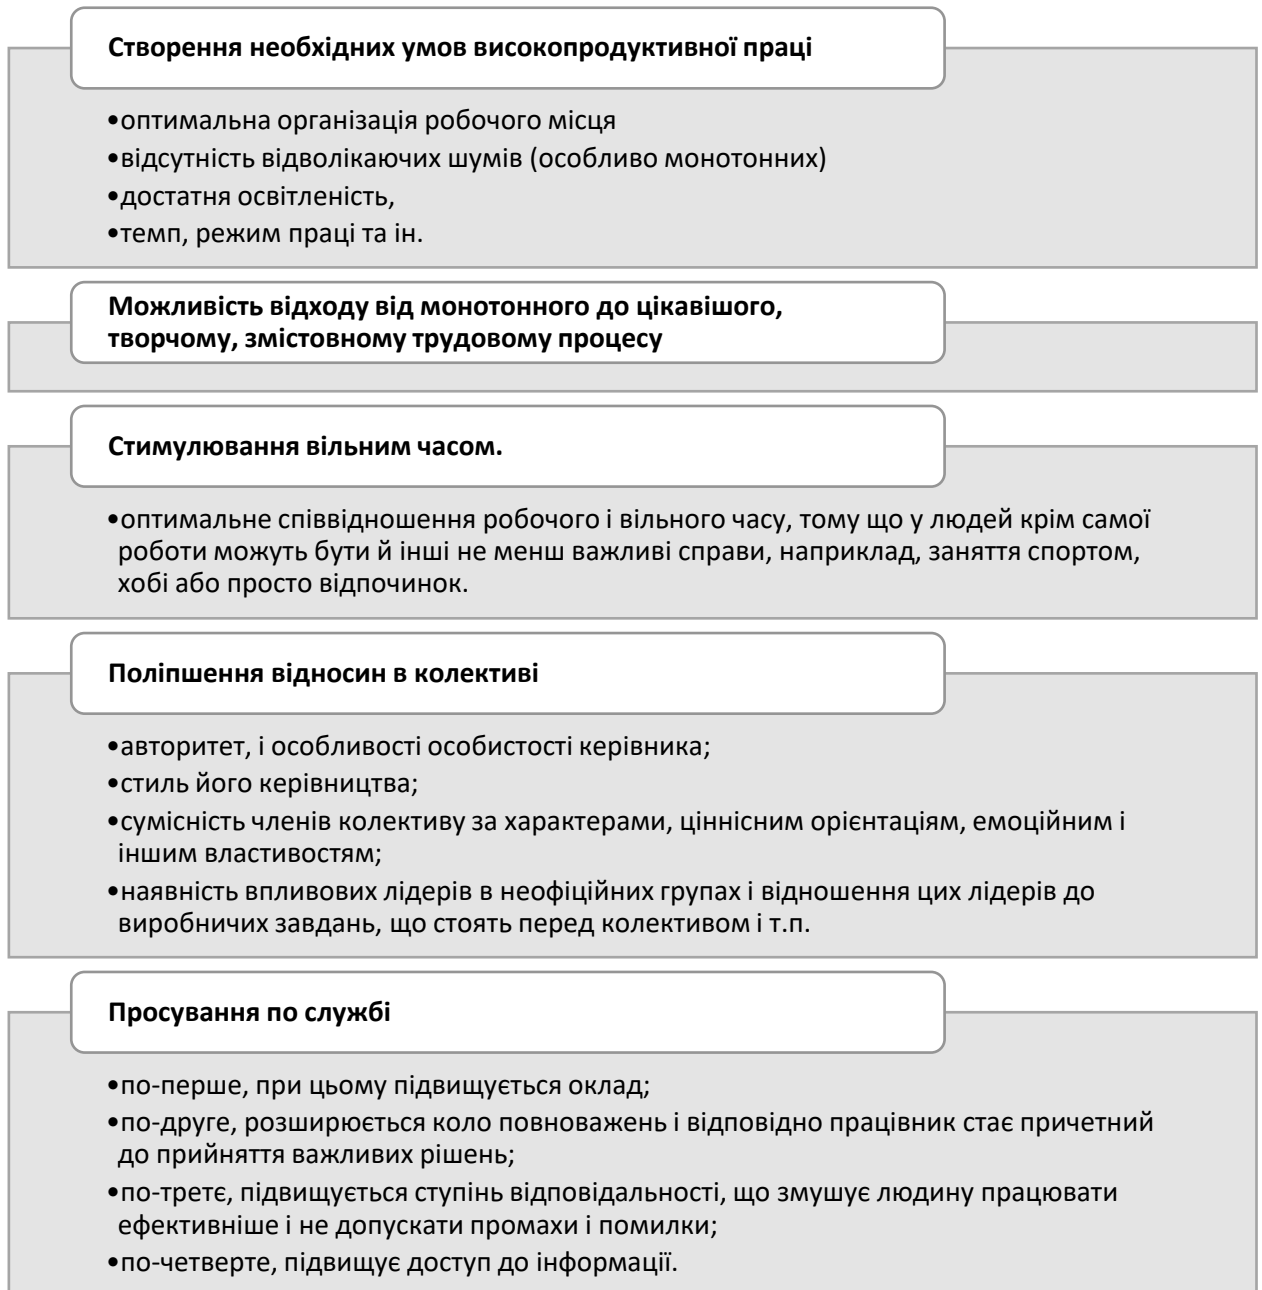 Створення необхідних умов високопродуктивної праці
•оптимальна організація робочого місця
•відсутність відволікаючих шумів (особливо монотонних)
•достатня освітленість,
•темп, режим праці та ін.
Можливість відходу від монотонного до цікавішого,
творчому, змістовному трудовому процесу
Стимулювання вільним часом.
•оптимальне співвідношення робочого і вільного часу, тому що у людей крім самої
роботи можуть бути й інші не менш важливі справи, наприклад, заняття спортом,
хобі або просто відпочинок.
Поліпшення відносин в колективі
•авторитет, і особливості особистості керівника;
•стиль його керівництва;
•сумісність членів колективу за характерами, ціннісним орієнтаціям, емоційним і
іншим властивостям;
•наявність впливових лідерів в неофіційних групах і відношення цих лідерів до
виробничих завдань, що стоять перед колективом і т.п.
Просування по службі
•по-перше, при цьому підвищується оклад;
•по-друге, розширюється коло повноважень і відповідно працівник стає причетний
до прийняття важливих рішень;
•по-третє, підвищується ступінь відповідальності, що змушує людину працювати
ефективніше і не допускати промахи і помилки;
•по-четверте, підвищує доступ до інформації.